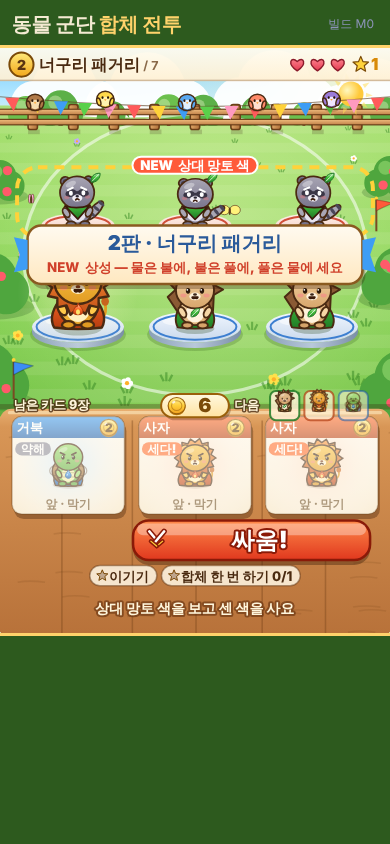 동물 군단 합체 전투
빌드 M0
2 너구리 패거리 / 7
1
NEW 상대 망토 색
2판 · 너구리 패거리
NEW 상성 — 물은 불에, 불은 풀에, 풀은 물에 세요
남은 카드 9장
6
다음
거북 2
약해
앞 · 막기
사자 2
세다!
앞 · 막기
사자 2
세다!
앞 · 막기
싸움!
이기기
합체 한 번 하기 0/1
상대 망토 색을 보고 센 색을 사요